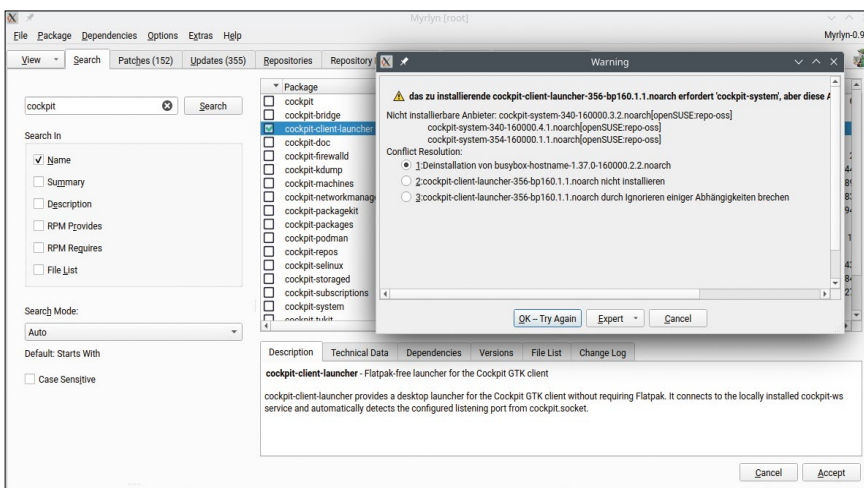 Myrlyn [root]
File Package Dependencies Options Extras Help
Myrlyn-0.9
View Search Patches (152) Updates (355) Repositories Repository
cockpit
Search
Search In
Name
Summary
Description
RPM Provides
RPM Requires
File List
Search Mode:
Auto
Default: Starts With
Case Sensitive
Package
cockpit
cockpit-bridge
cockpit-client-launcher
cockpit-doc
cockpit-firewalld
cockpit-kdump
cockpit-machines
cockpit-networkmanag
cockpit-packagekit
cockpit-packages
cockpit-podman
cockpit-repos
cockpit-selinux
cockpit-storaged
cockpit-subscriptions
cockpit-system
cockpit-tukit
Warning
das zu installierende cockpit-client-launcher-356-bp160.1.1.noarch erfordert 'cockpit-system', aber diese A
Nicht installierbare Anbieter: cockpit-system-340-160000.3.2.noarch[openSUSE:repo-oss]
cockpit-system-340-160000.4.1.noarch[openSUSE:repo-oss]
cockpit-system-354-160000.1.1.noarch[openSUSE:repo-oss]
Conflict Resolution:
1:Deinstallation von busybox-hostname-1.37.0-160000.2.2.noarch
2:cockpit-client-launcher-356-bp160.1.1.noarch nicht installieren
3:cockpit-client-launcher-356-bp160.1.1.noarch durch Ignorieren einiger Abhängigkeiten brechen
OK – Try Again Expert Cancel
Description Technical Data Dependencies Versions File List Change Log
cockpit-client-launcher - Flatpak-free launcher for the Cockpit GTK client
cockpit-client-launcher provides a desktop launcher for the Cockpit GTK client without requiring Flatpak. It connects to the locally installed cockpit-ws
service and automatically detects the configured listening port from cockpit.socket.
Cancel Accept